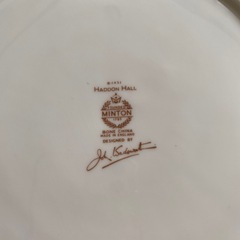 HADDON HALL
MINTON
BONE CHINA
MADE IN ENGLAND
DESIGNED BY